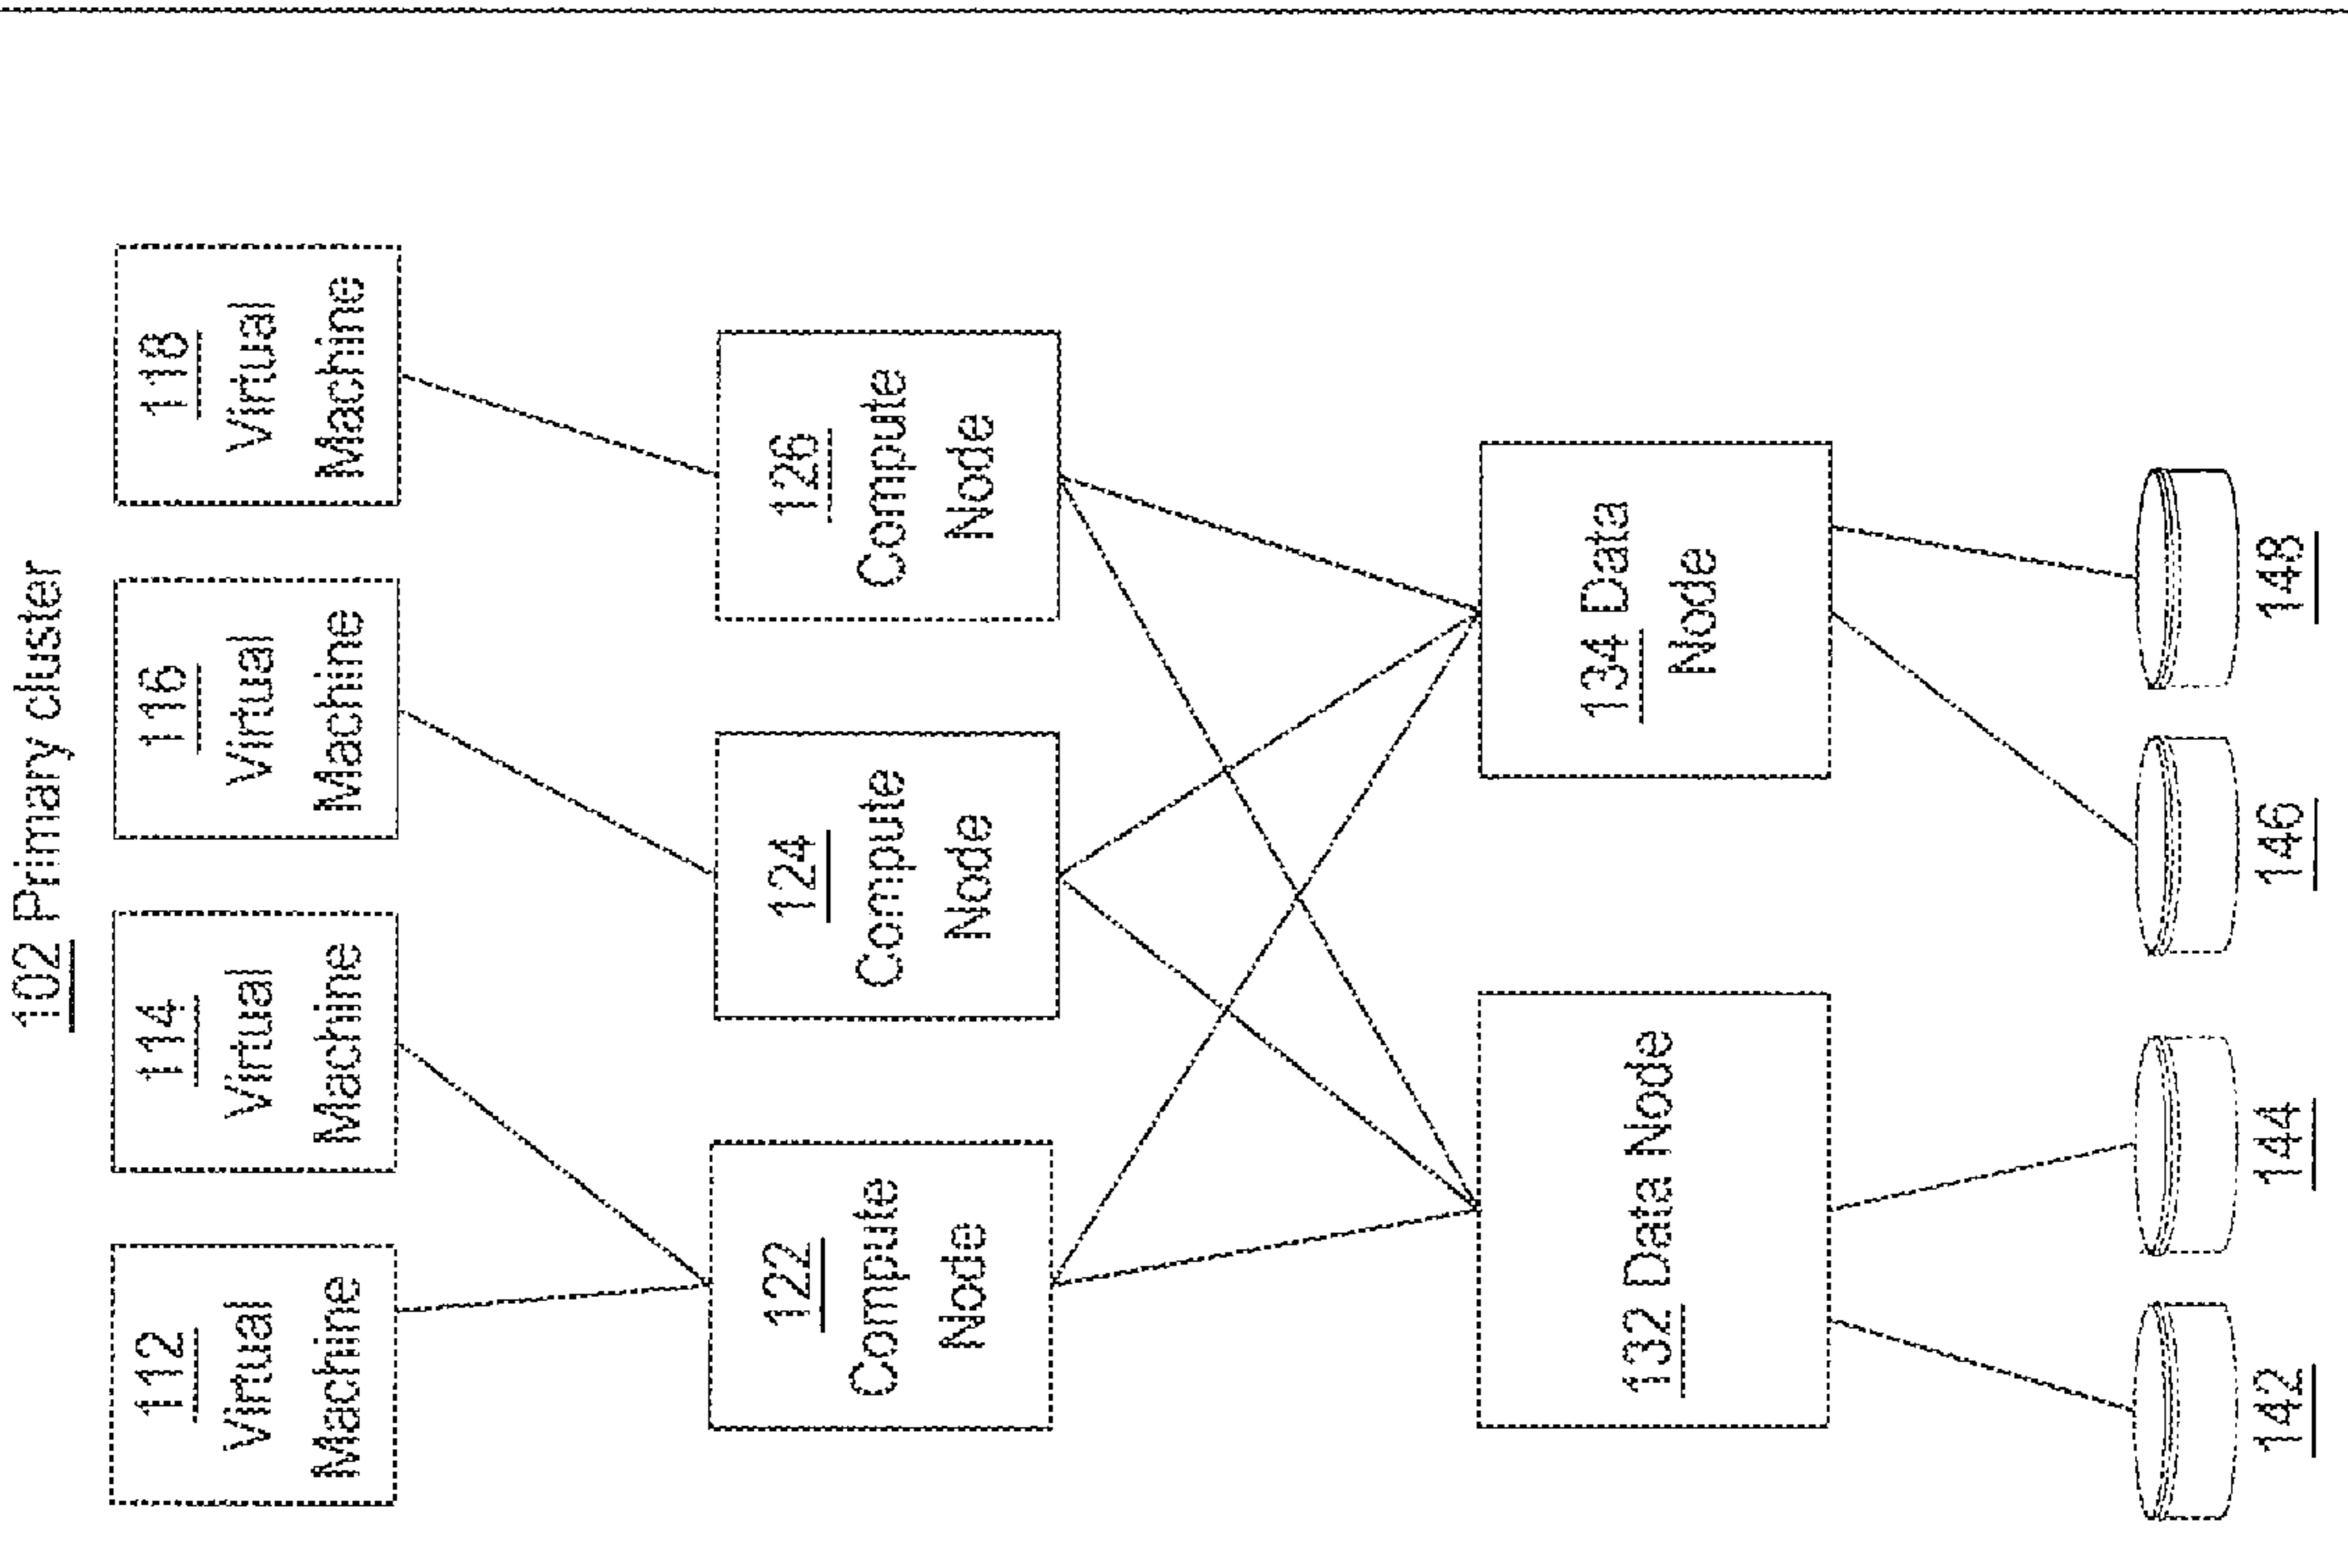 102 Primary cluster
112
Virtual
Machine
114
Virtual
Machine
116
Virtual
Machine
118
Virtual
Machine
122
Compute
Node
124
Compute
Node
126
Compute
Node
132 Data Node
134 Data
Node
142
144
146
148